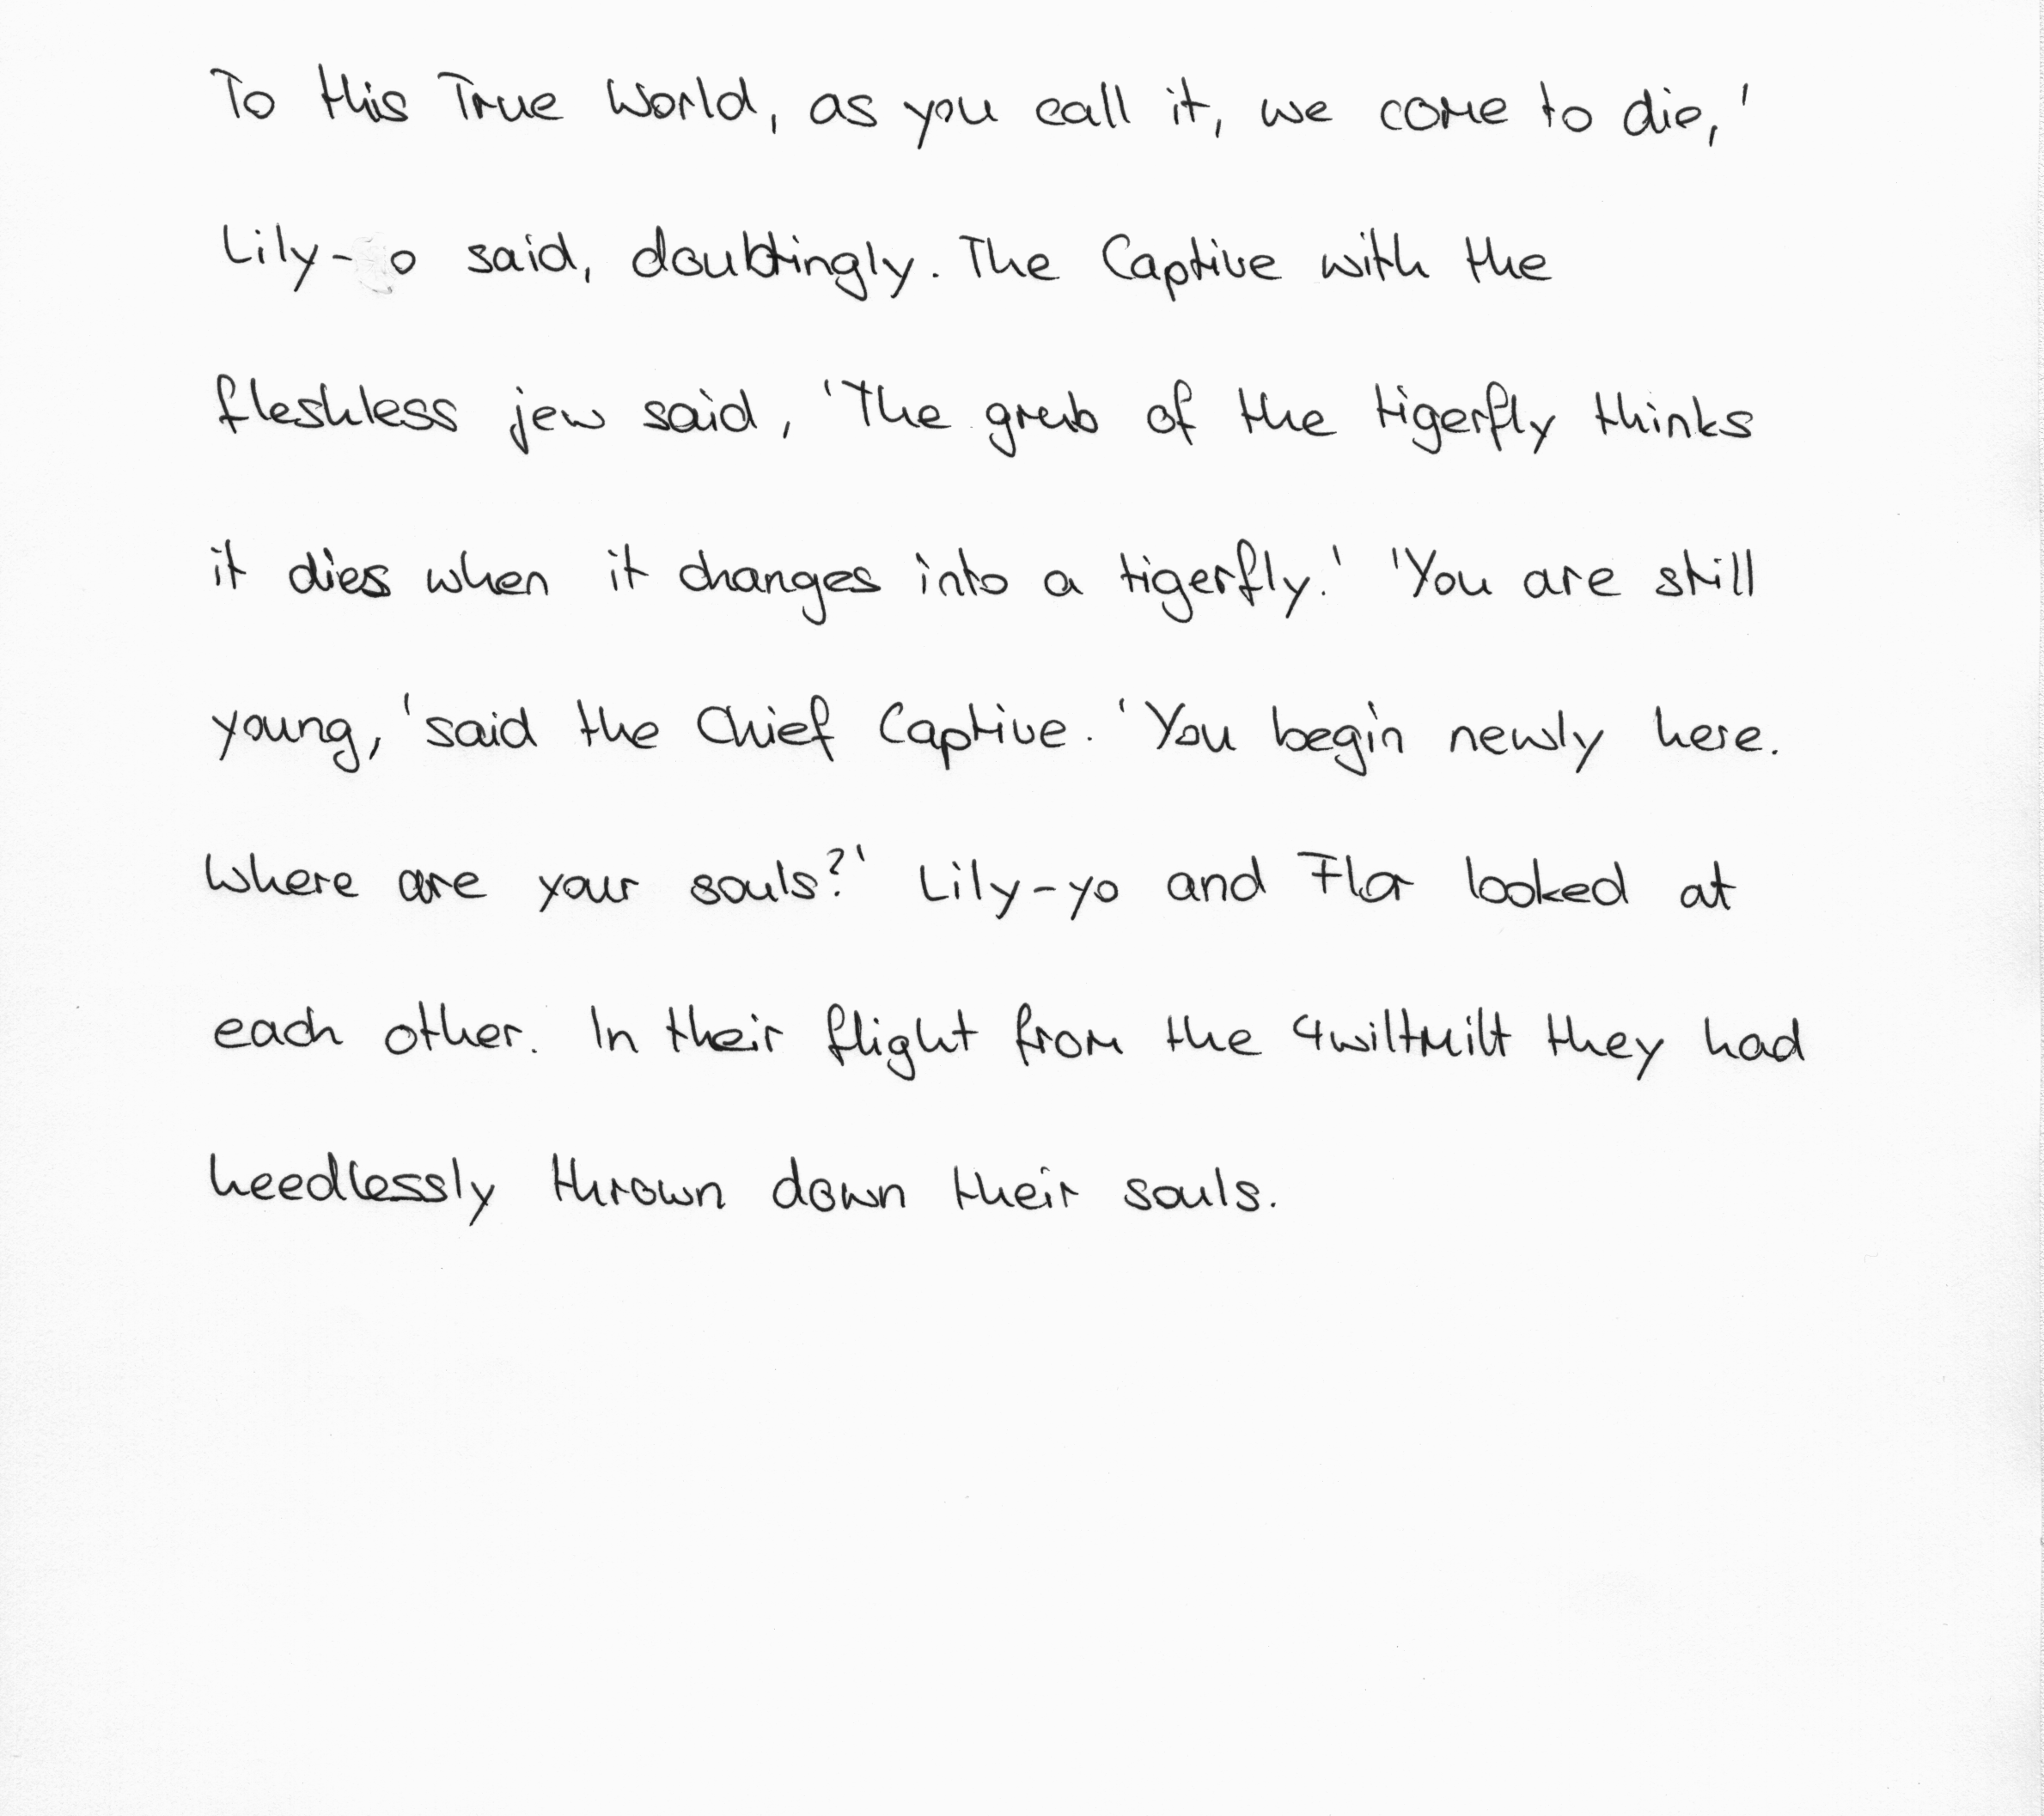 To this True World, as you call it, we come to die,'
Lily- o said, doubtingly. The Captive with the
fleshless jew said, 'The grub of the tigerfly thinks
it dies when it changes into a tigerfly.' 'You are still
young,' said the Chief Captive. 'You begin newly here.
Where are your souls?' Lily-yo and Flor looked at
each other. In their flight from the 4wiltmilt they had
heedlessly thrown down their souls.